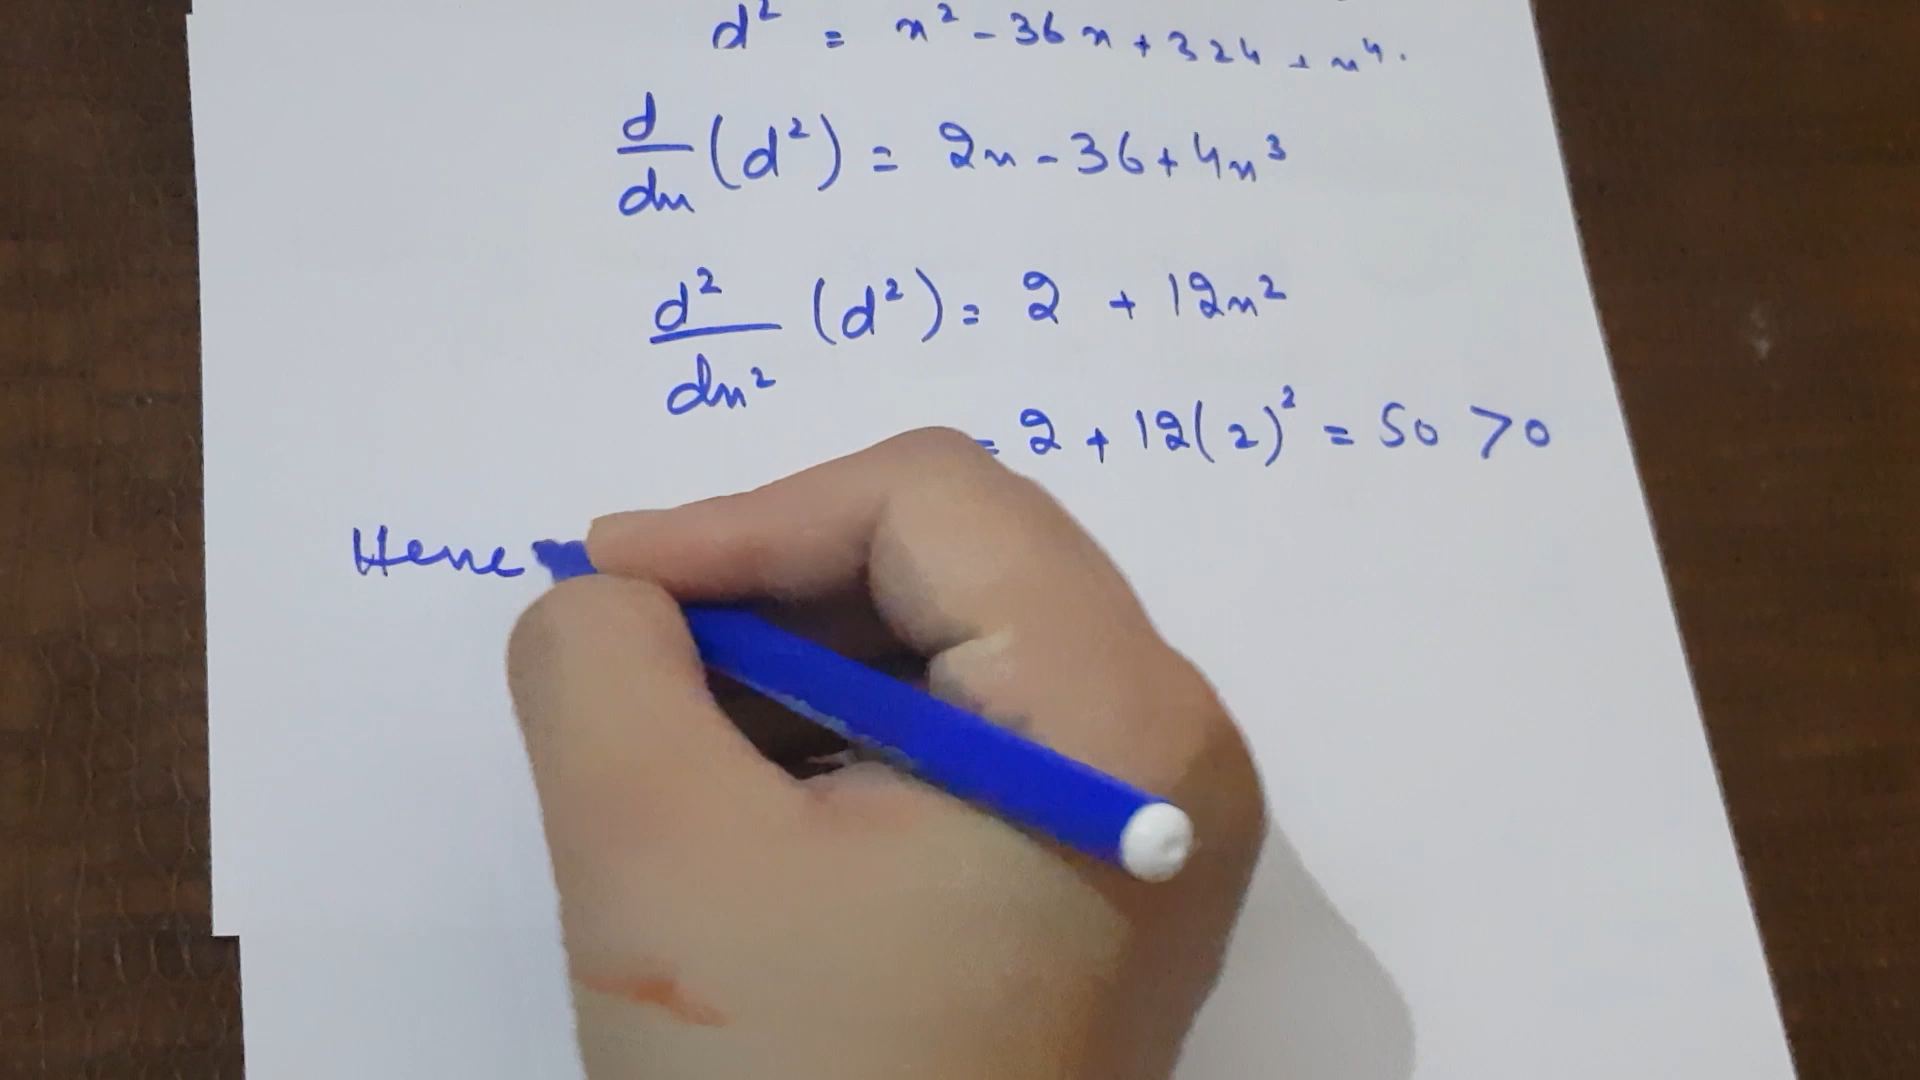 d² = x² - 36x + 324 + x⁴.
d/dx (d²) = 2x - 36 + 4x³
d²/dx² (d²) = 2 + 12x²
= 2 + 12(2)² = 50 > 0
Hence